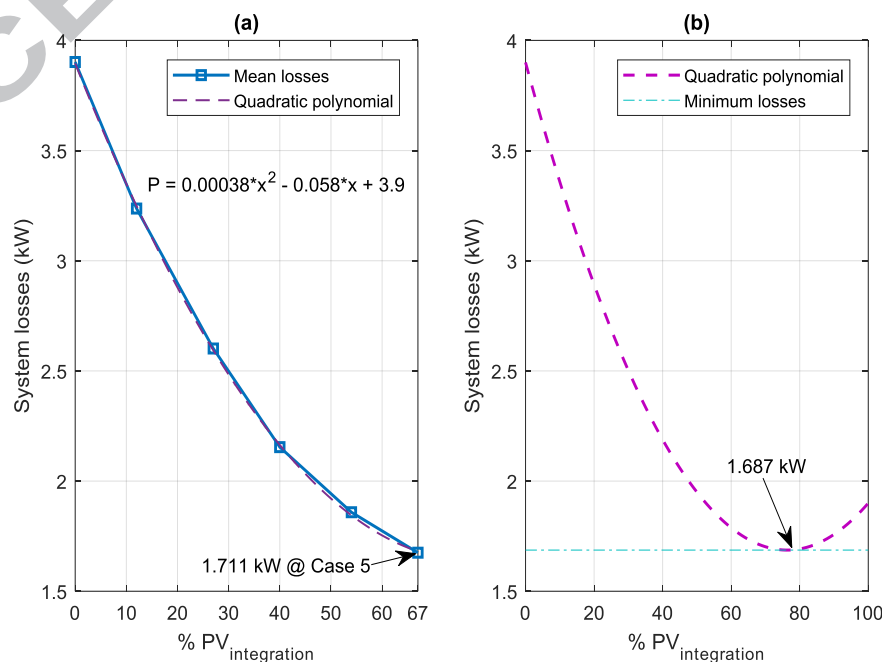 (a)
Mean losses
Quadratic polynomial
P = 0.00038*x² - 0.058*x + 3.9
1.711 kW @ Case 5
System losses (kW)
4
3.5
3
2.5
2
1.5
0 10 20 30 40 50 60 67
% PV_integration
(b)
Quadratic polynomial
Minimum losses
1.687 kW
System losses (kW)
4
3.5
3
2.5
2
1.5
0 20 40 60 80 100
% PV_integration